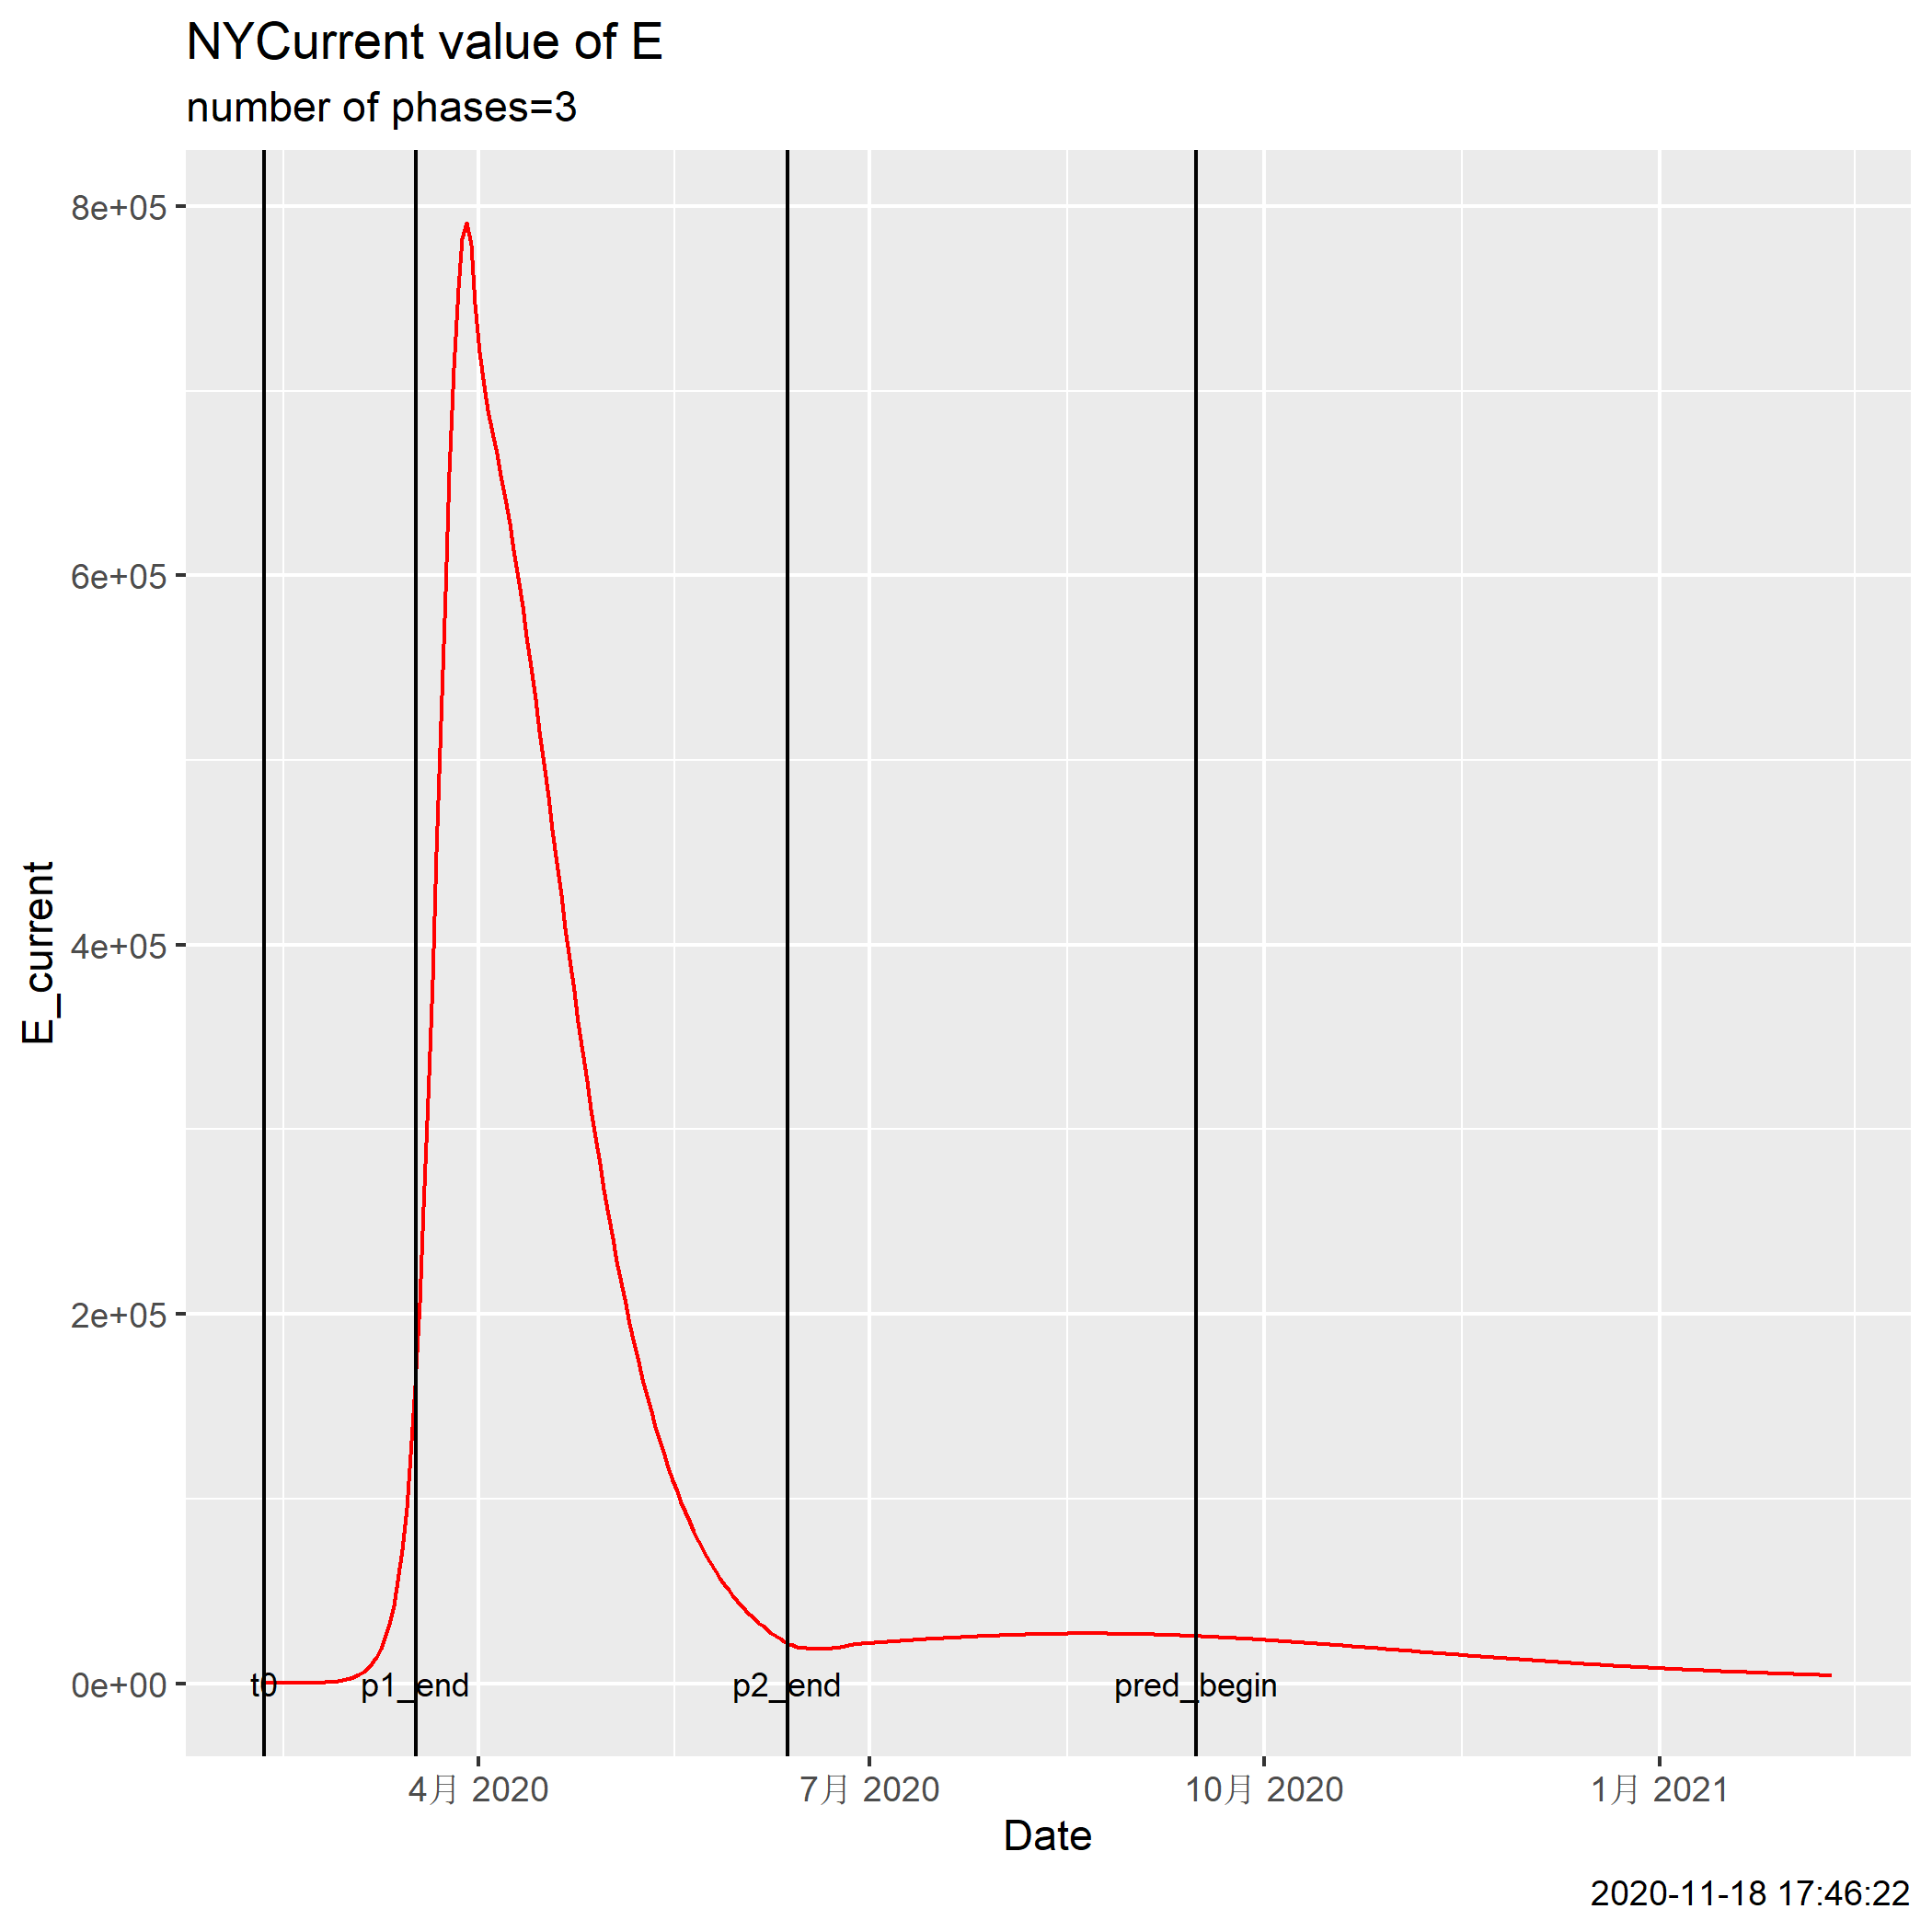 NYCurrent value of E
number of phases=3
8e+05
6e+05
4e+05
2e+05
0e+00
E_current
t0
p1_end
p2_end
pred_begin
4月 2020
7月 2020
10月 2020
1月 2021
Date
2020-11-18 17:46:22